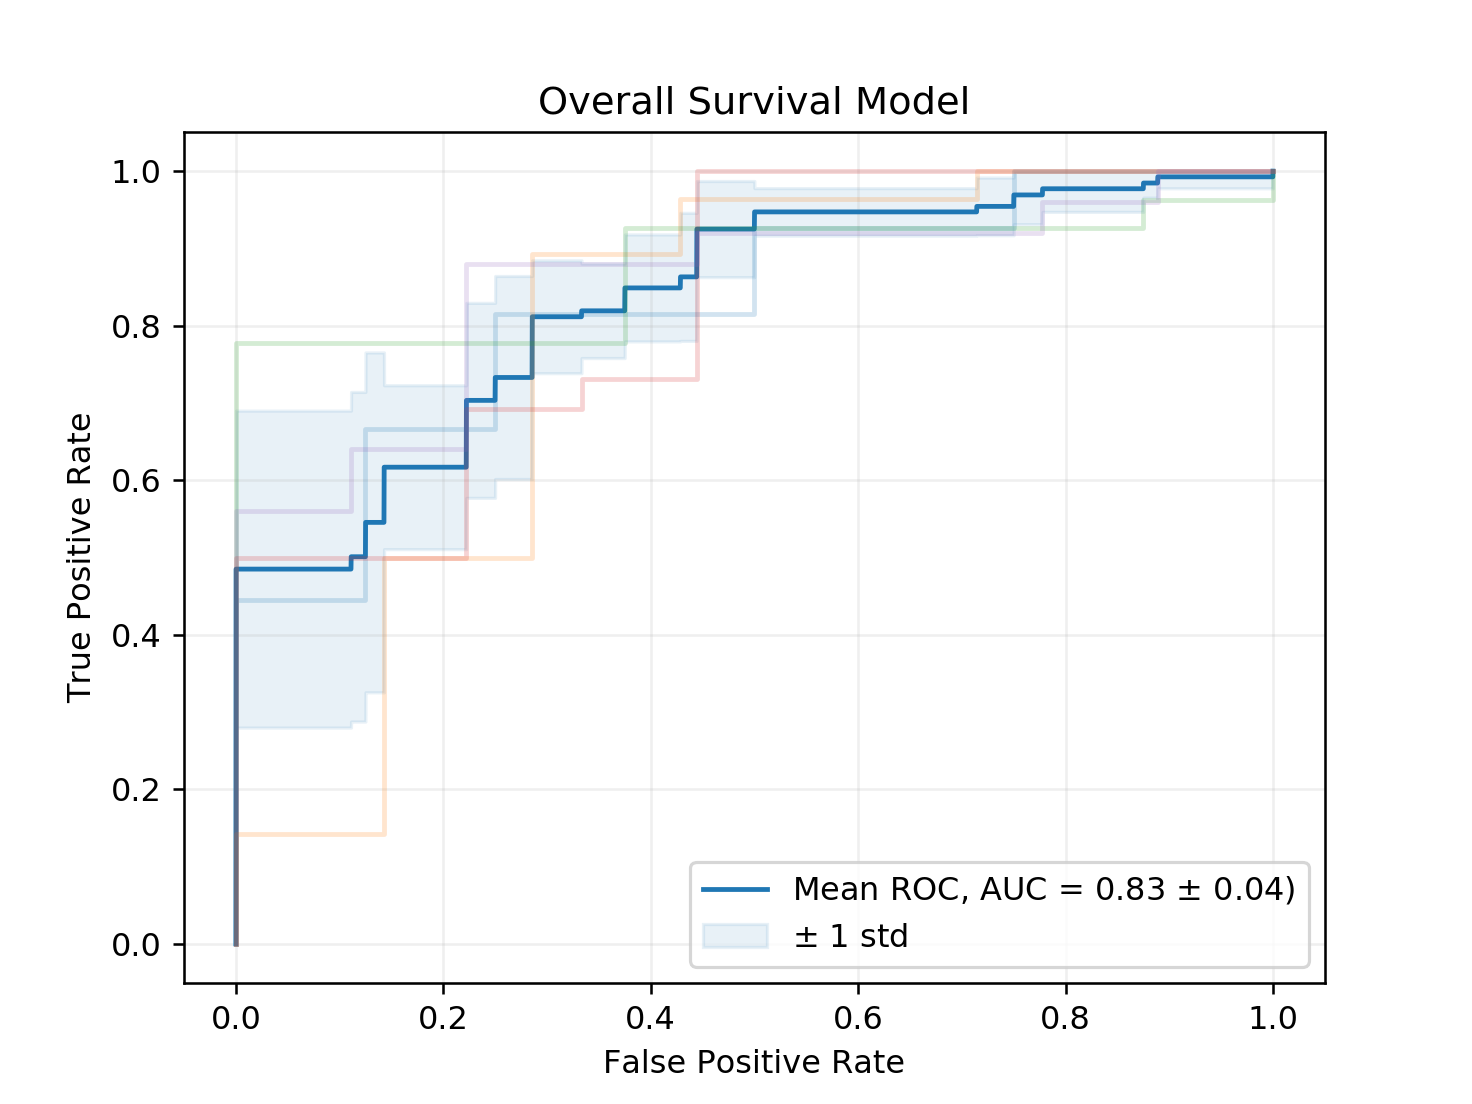 Overall Survival Model
1.0
0.8
0.6
0.4
0.2
0.0
True Positive Rate
Mean ROC, AUC = 0.83 ± 0.04)
± 1 std
0.0 0.2 0.4 0.6 0.8 1.0
False Positive Rate